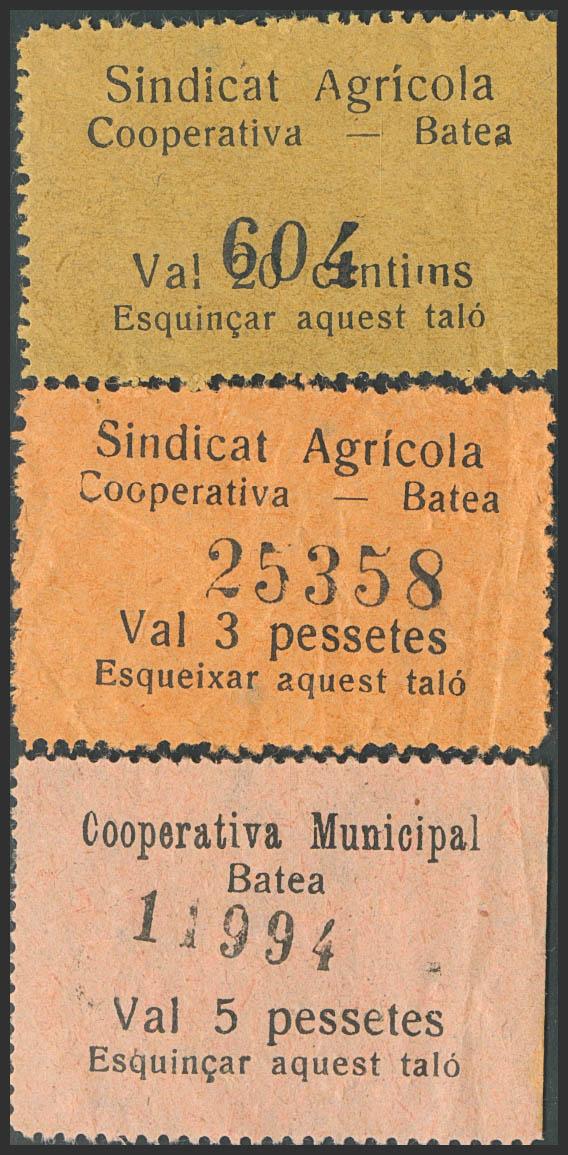 Sindicat Agrícola
Cooperativa — Batea
604
Val 20 centims
Esquinçar aquest taló
Sindicat Agrícola
Cooperativa — Batea
25358
Val 3 pessetes
Esqueixar aquest taló
Cooperativa Municipal
Batea
11994
Val 5 pessetes
Esquinçar aquest taló